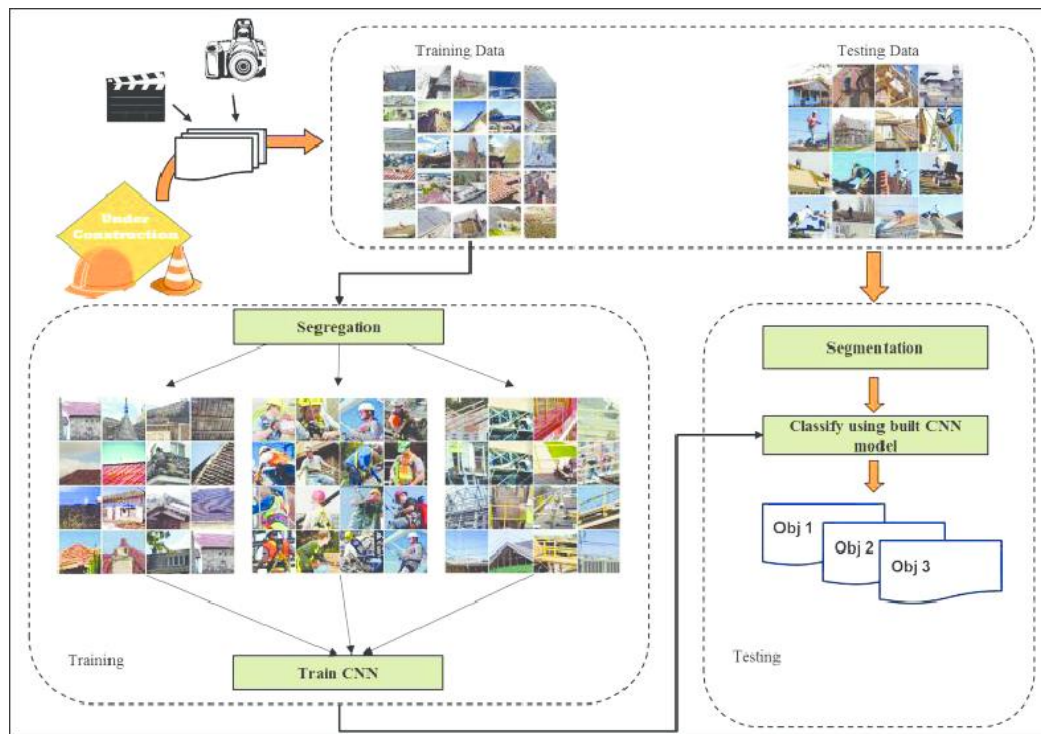 Training Data
Testing Data
Under
Construction
Segregation
Segmentation
Classify using built CNN
model
Obj 1
Obj 2
Obj 3
Training
Train CNN
Testing